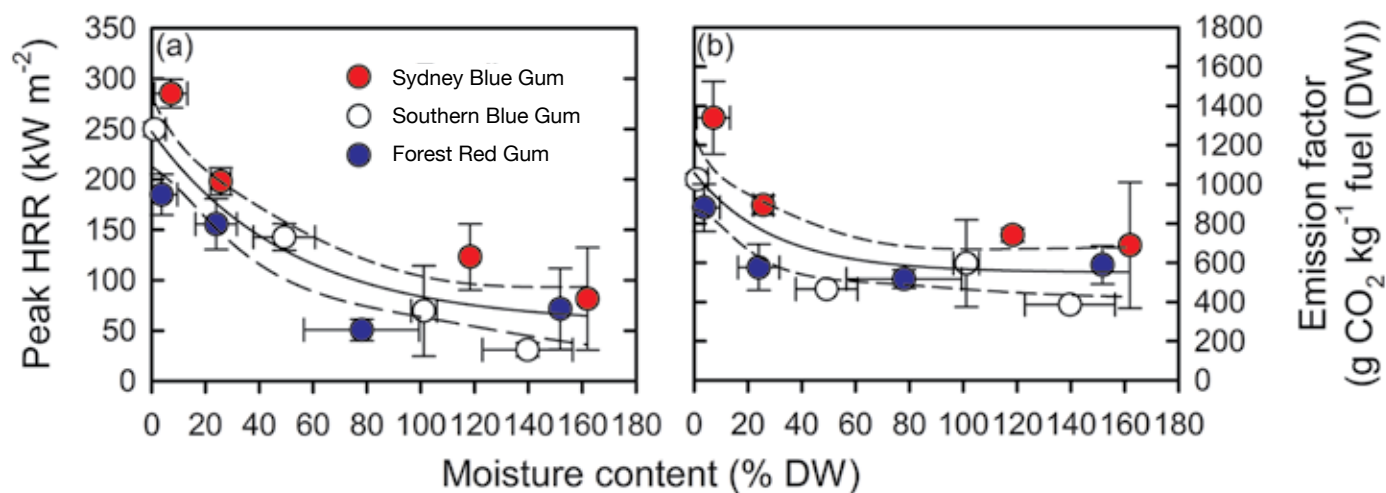 Peak HRR (kW m⁻²)
350
300
250
200
150
100
50
0
(a)
Sydney Blue Gum
Southern Blue Gum
Forest Red Gum
0 20 40 60 80 100 120 140 160 180
(b)
1800
1600
1400
1200
1000
800
600
400
200
0
0 20 40 60 80 100 120 140 160 180
Emission factor
(g CO₂ kg⁻¹ fuel (DW))
Moisture content (% DW)